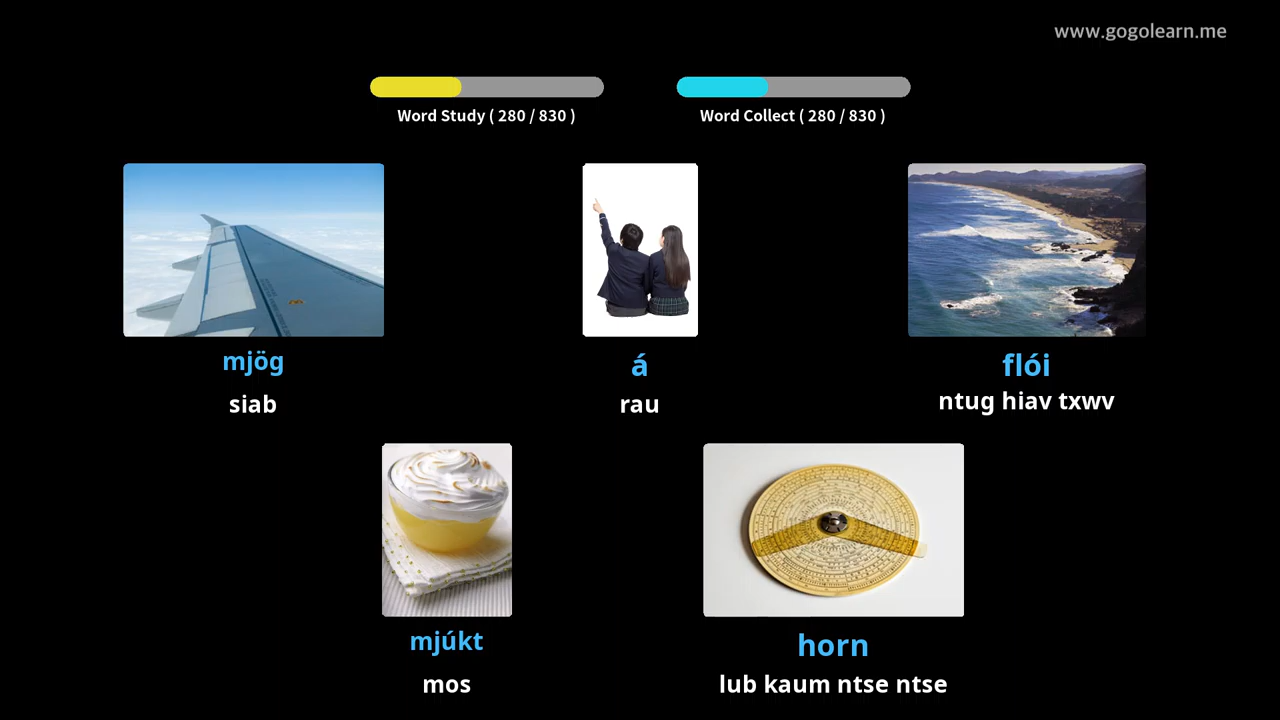 www.gogolearn.me
Word Study ( 280 / 830 )
Word Collect ( 280 / 830 )
mjög
siab
á
rau
flói
ntug hiav txwv
mjúkt
mos
horn
lub kaum ntse ntse